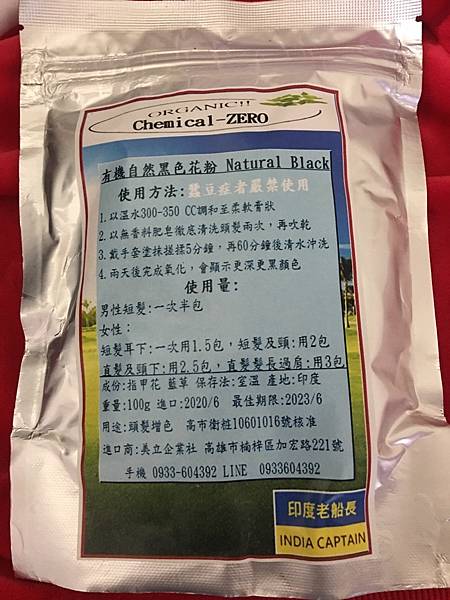 ORGANIC!!
Chemical-ZERO
有機自然黑色花粉 Natural Black
使用方法:蠶豆症者嚴禁使用
1.以溫水300-350 CC調和至柔軟膏狀
2.以無香料肥皂徹底清洗頭髮兩次，再吹乾
3.戴手套塗抹搓揉5分鐘，再60分鐘後清水沖洗
4.兩天後完成氧化，會顯示更深更黑顏色
使用量:
男性短髮:一次半包
女性:
短髮耳下:一次用1.5包，短髮及頸:用2包
直髮及頸下:用2.5包，直髮髮長過肩:用3包
成份:指甲花 藍草 保存法:室溫 產地:印度
重量:100g 進口:2020/6 最佳期限:2023/6
用途:頭髮增色 高市衛粧10601016號核准
進口商:美立企業社 高雄市楠梓區加宏路221號
手機 0933-604392 LINE 0933604392
印度老船長
INDIA CAPTAIN